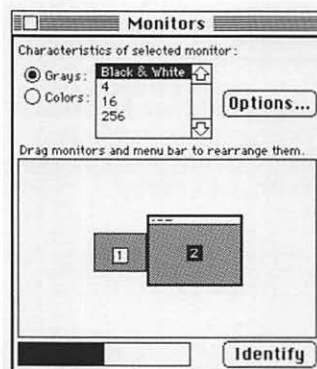 Monitors
Characteristics of selected monitor:
Grays:
Colors:
Black & White
4
16
256
Options...
Drag monitors and menu bar to rearrange them.
1
2
Identify